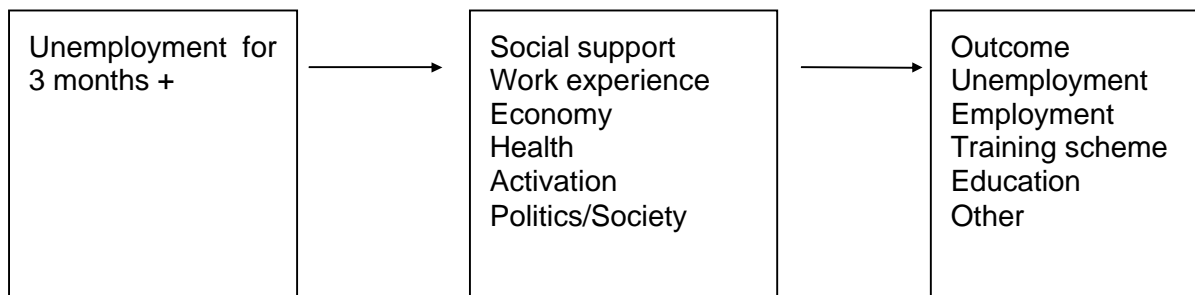 Unemployment for
3 months +
Social support
Work experience
Economy
Health
Activation
Politics/Society
Outcome
Unemployment
Employment
Training scheme
Education
Other